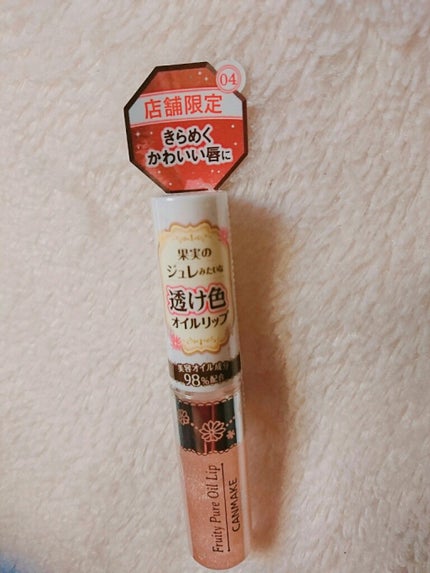 04
店舗限定
きらめく
かわいい唇に
果実の
ジュレみたいな
透け色
オイルリップ
美容オイル成分
98%配合
Fruity Pure Oil Lip
CANMAKE